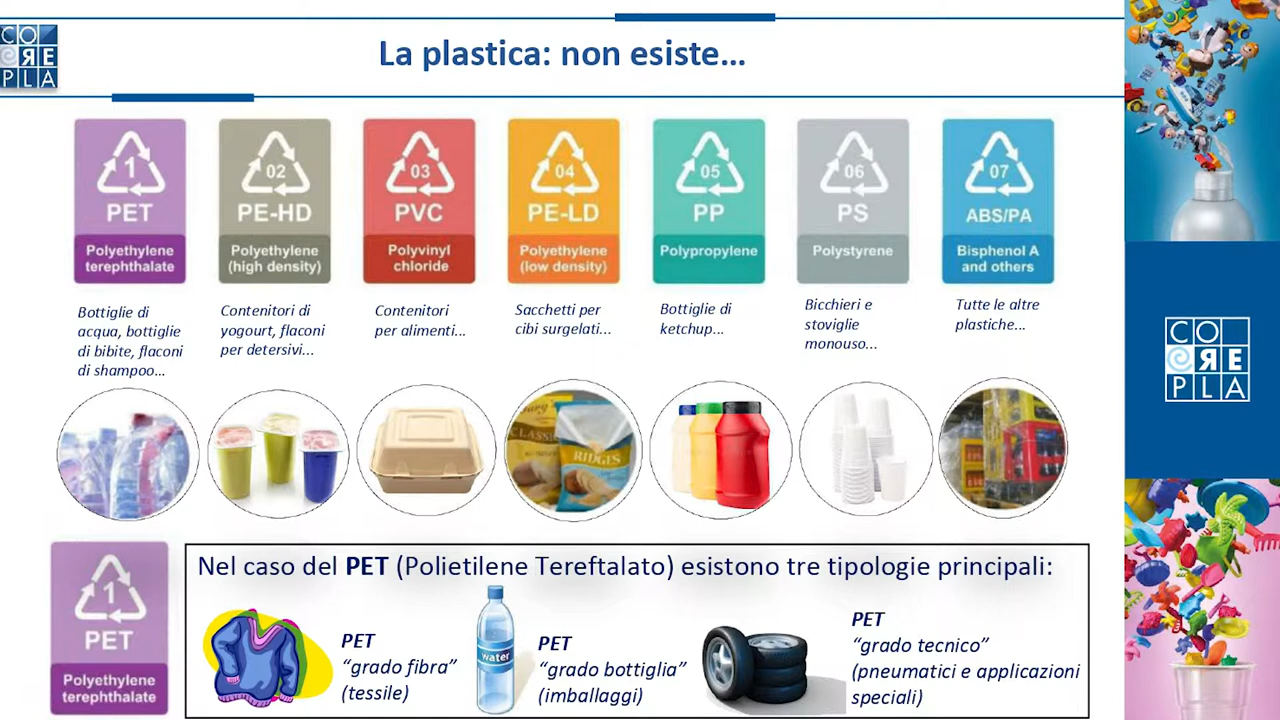 CO
RE
PLA
La plastica: non esiste...
1
PET
Polyethylene
terephthalate
02
PE-HD
Polyethylene
(high density)
03
PVC
Polyvinyl
chloride
04
PE-LD
Polyethylene
(low density)
05
PP
Polypropylene
06
PS
Polystyrene
07
ABS/PA
Bisphenol A
and others
Bottiglie di
acqua, bottiglie
di bibite, flaconi
di shampoo...
Contenitori di
yogourt, flaconi
per detersivi...
Contenitori
per alimenti...
Sacchetti per
cibi surgelati...
Bottiglie di
ketchup...
Bicchieri e
stoviglie
monouso...
Tutte le altre
plastiche...
CO
RE
PLA
RIDGES
1
PET
Polyethylene
terephthalate
Nel caso del PET (Polietilene Tereftalato) esistono tre tipologie principali:
PET
“grado fibra”
(tessile)
water
PET
“grado bottiglia”
(imballaggi)
PET
“grado tecnico”
(pneumatici e applicazioni
speciali)